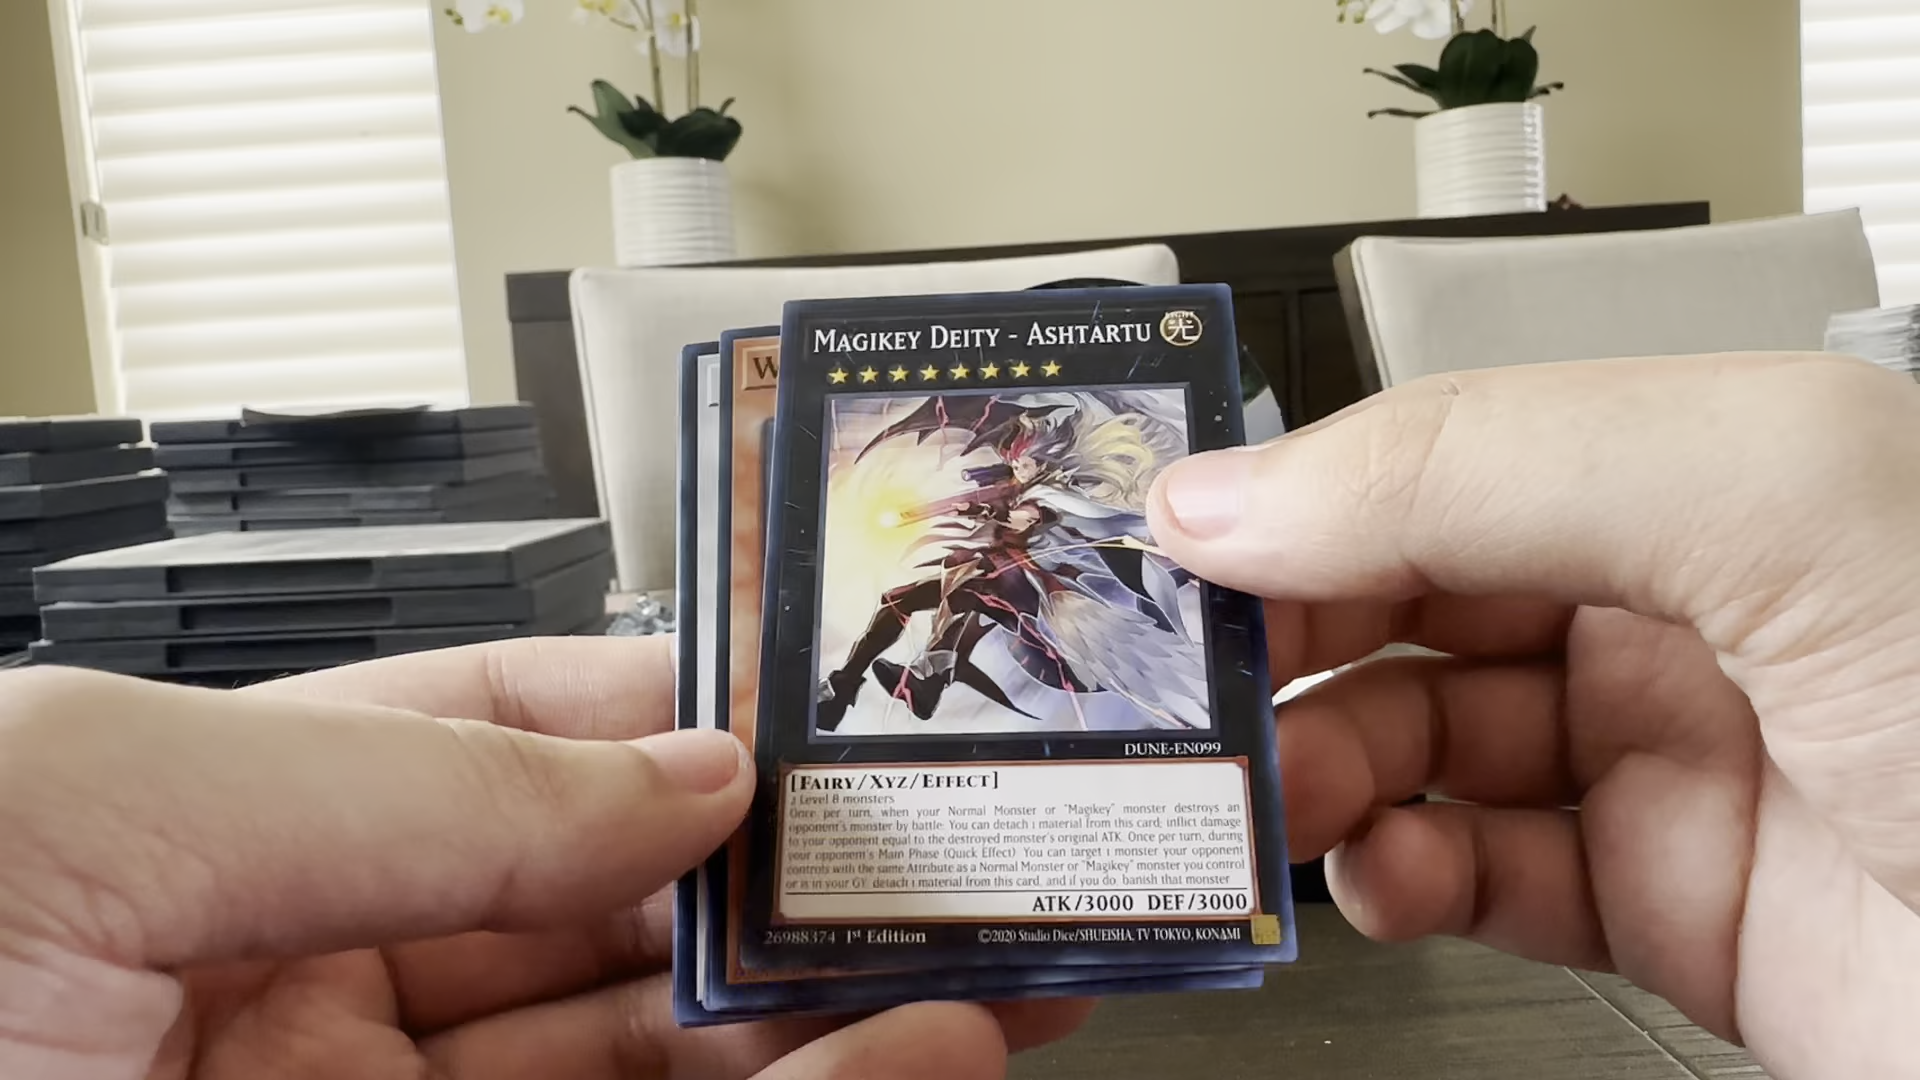 MAGIKEY DEITY - ASHTARTU
LIGHT
光
W
DUNE-EN099
[FAIRY/XYZ/EFFECT]
2 Level 8 monsters
Once per turn, when your Normal Monster or "Magikey" monster destroys an
opponent's monster by battle: You can detach 1 material from this card; inflict damage
to your opponent equal to the destroyed monster's original ATK. Once per turn, during
your opponent's Main Phase (Quick Effect): You can target 1 monster your opponent
controls with the same Attribute as a Normal Monster or "Magikey" monster you control
or is in your GY; detach 1 material from this card, and if you do, banish that monster.
ATK/3000 DEF/3000
26988374 1st Edition ©2020 Studio Dice/SHUEISHA, TV TOKYO, KONAMI